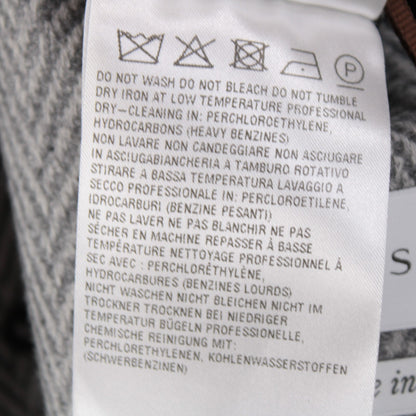 P
DO NOT WASH DO NOT BLEACH DO NOT TUMBLE
DRY IRON AT LOW TEMPERATURE PROFESSIONAL
DRY-CLEANING IN: PERCHLOROETHYLENE,
HYDROCARBONS (HEAVY BENZINES)
NON LAVARE NON CANDEGGIARE NON ASCIUGARE
IN ASCIUGABIANCHERIA A TAMBURO ROTATIVO
STIRARE A BASSA TEMPERATURA LAVAGGIO A
SECCO PROFESSIONALE IN: PERCLOROETILENE,
IDROCARBURI (BENZINE PESANTI)
NE PAS LAVER NE PAS BLANCHIR NE PAS
SÉCHER EN MACHINE REPASSER À BASSE
TEMPÉRATURE NETTOYAGE PROFESSIONNEL À
SEC AVEC : PERCHLORÉTHYLÈNE,
HYDROCARBURES (BENZINES LOURDS)
NICHT WASCHEN NICHT BLEICHEN NICHT IM
TROCKNER TROCKNEN BEI NIEDRIGER
TEMPERATUR BÜGELN PROFESSIONELLE,
CHEMISCHE REINIGUNG MIT:
PERCHLORETHYLENEN, KOHLENWASSERSTOFFEN
(SCHWERBENZINEN)
S
in